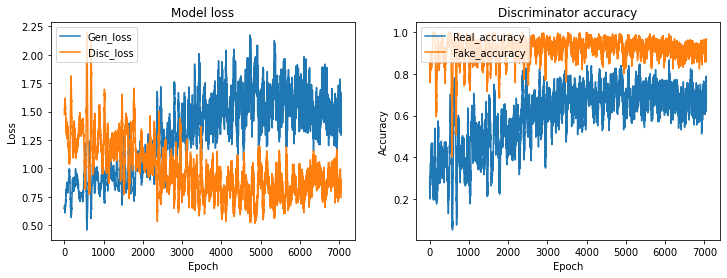 Model loss
Gen_loss
Disc_loss
2.25
2.00
1.75
1.50
1.25
1.00
0.75
0.50
Loss
0 1000 2000 3000 4000 5000 6000 7000
Epoch
Discriminator accuracy
Real_accuracy
Fake_accuracy
1.0
0.8
0.6
0.4
0.2
Accuracy
0 1000 2000 3000 4000 5000 6000 7000
Epoch